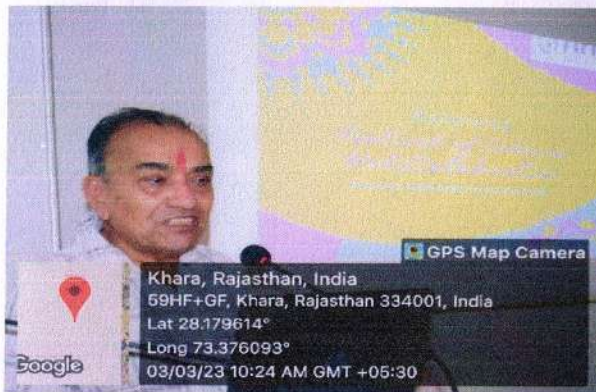 GPS Map Camera
Khara, Rajasthan, India
59HF+GF, Khara, Rajasthan 334001, India
Lat 28.179614°
Long 73.376093°
03/03/23 10:24 AM GMT +05:30
Google